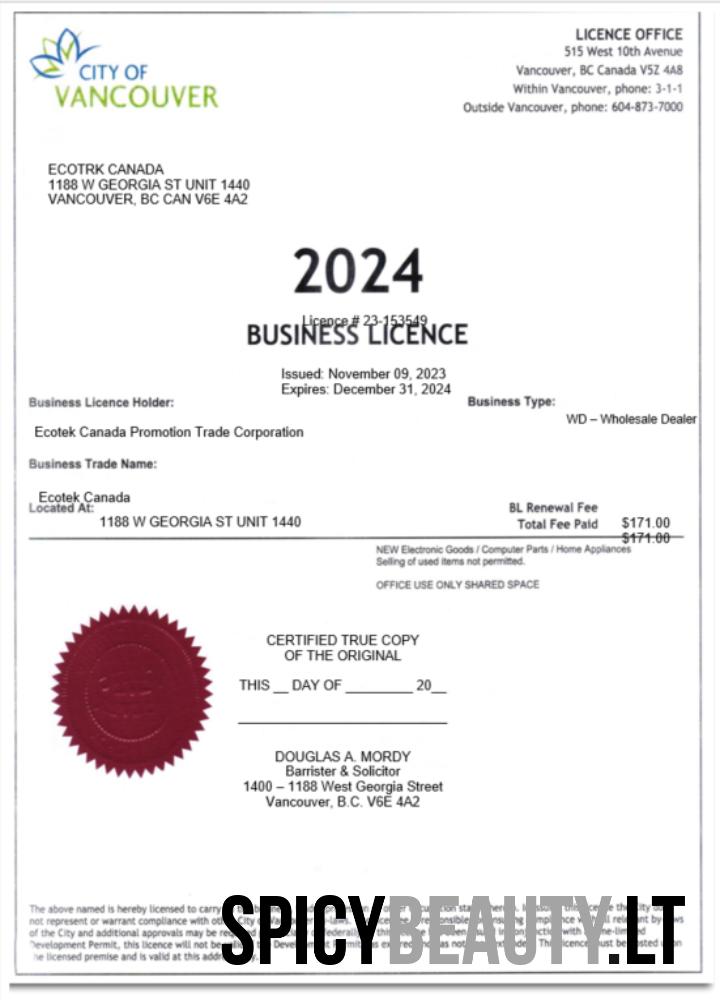 CITY OF
VANCOUVER
LICENCE OFFICE
515 West 10th Avenue
Vancouver, BC Canada V5Z 4A8
Within Vancouver, phone: 3-1-1
Outside Vancouver, phone: 604-873-7000
ECOTRK CANADA
1188 W GEORGIA ST UNIT 1440
VANCOUVER, BC CAN V6E 4A2
2024
Licence # 23-153549
BUSINESS LICENCE
Issued: November 09, 2023
Expires: December 31, 2024
Business Licence Holder:
Business Type:
WD – Wholesale Dealer
Ecotek Canada Promotion Trade Corporation
Business Trade Name:
Ecotek Canada
Located At:
1188 W GEORGIA ST UNIT 1440
BL Renewal Fee
Total Fee Paid $171.00
$171.00
NEW Electronic Goods / Computer Parts / Home Appliances
Selling of used items not permitted.
OFFICE USE ONLY SHARED SPACE
CERTIFIED TRUE COPY
OF THE ORIGINAL
THIS __ DAY OF ________ 20__
DOUGLAS A. MORDY
Barrister & Solicitor
1400 – 1188 West Georgia Street
Vancouver, B.C. V6E 4A2
The above named is hereby licensed to carry
not represent or warrant compliance with
of the City and additional approvals may be
Development Permit, this licence will not be
he licensed premise and is valid at this
SPICYBEAUTY.LT